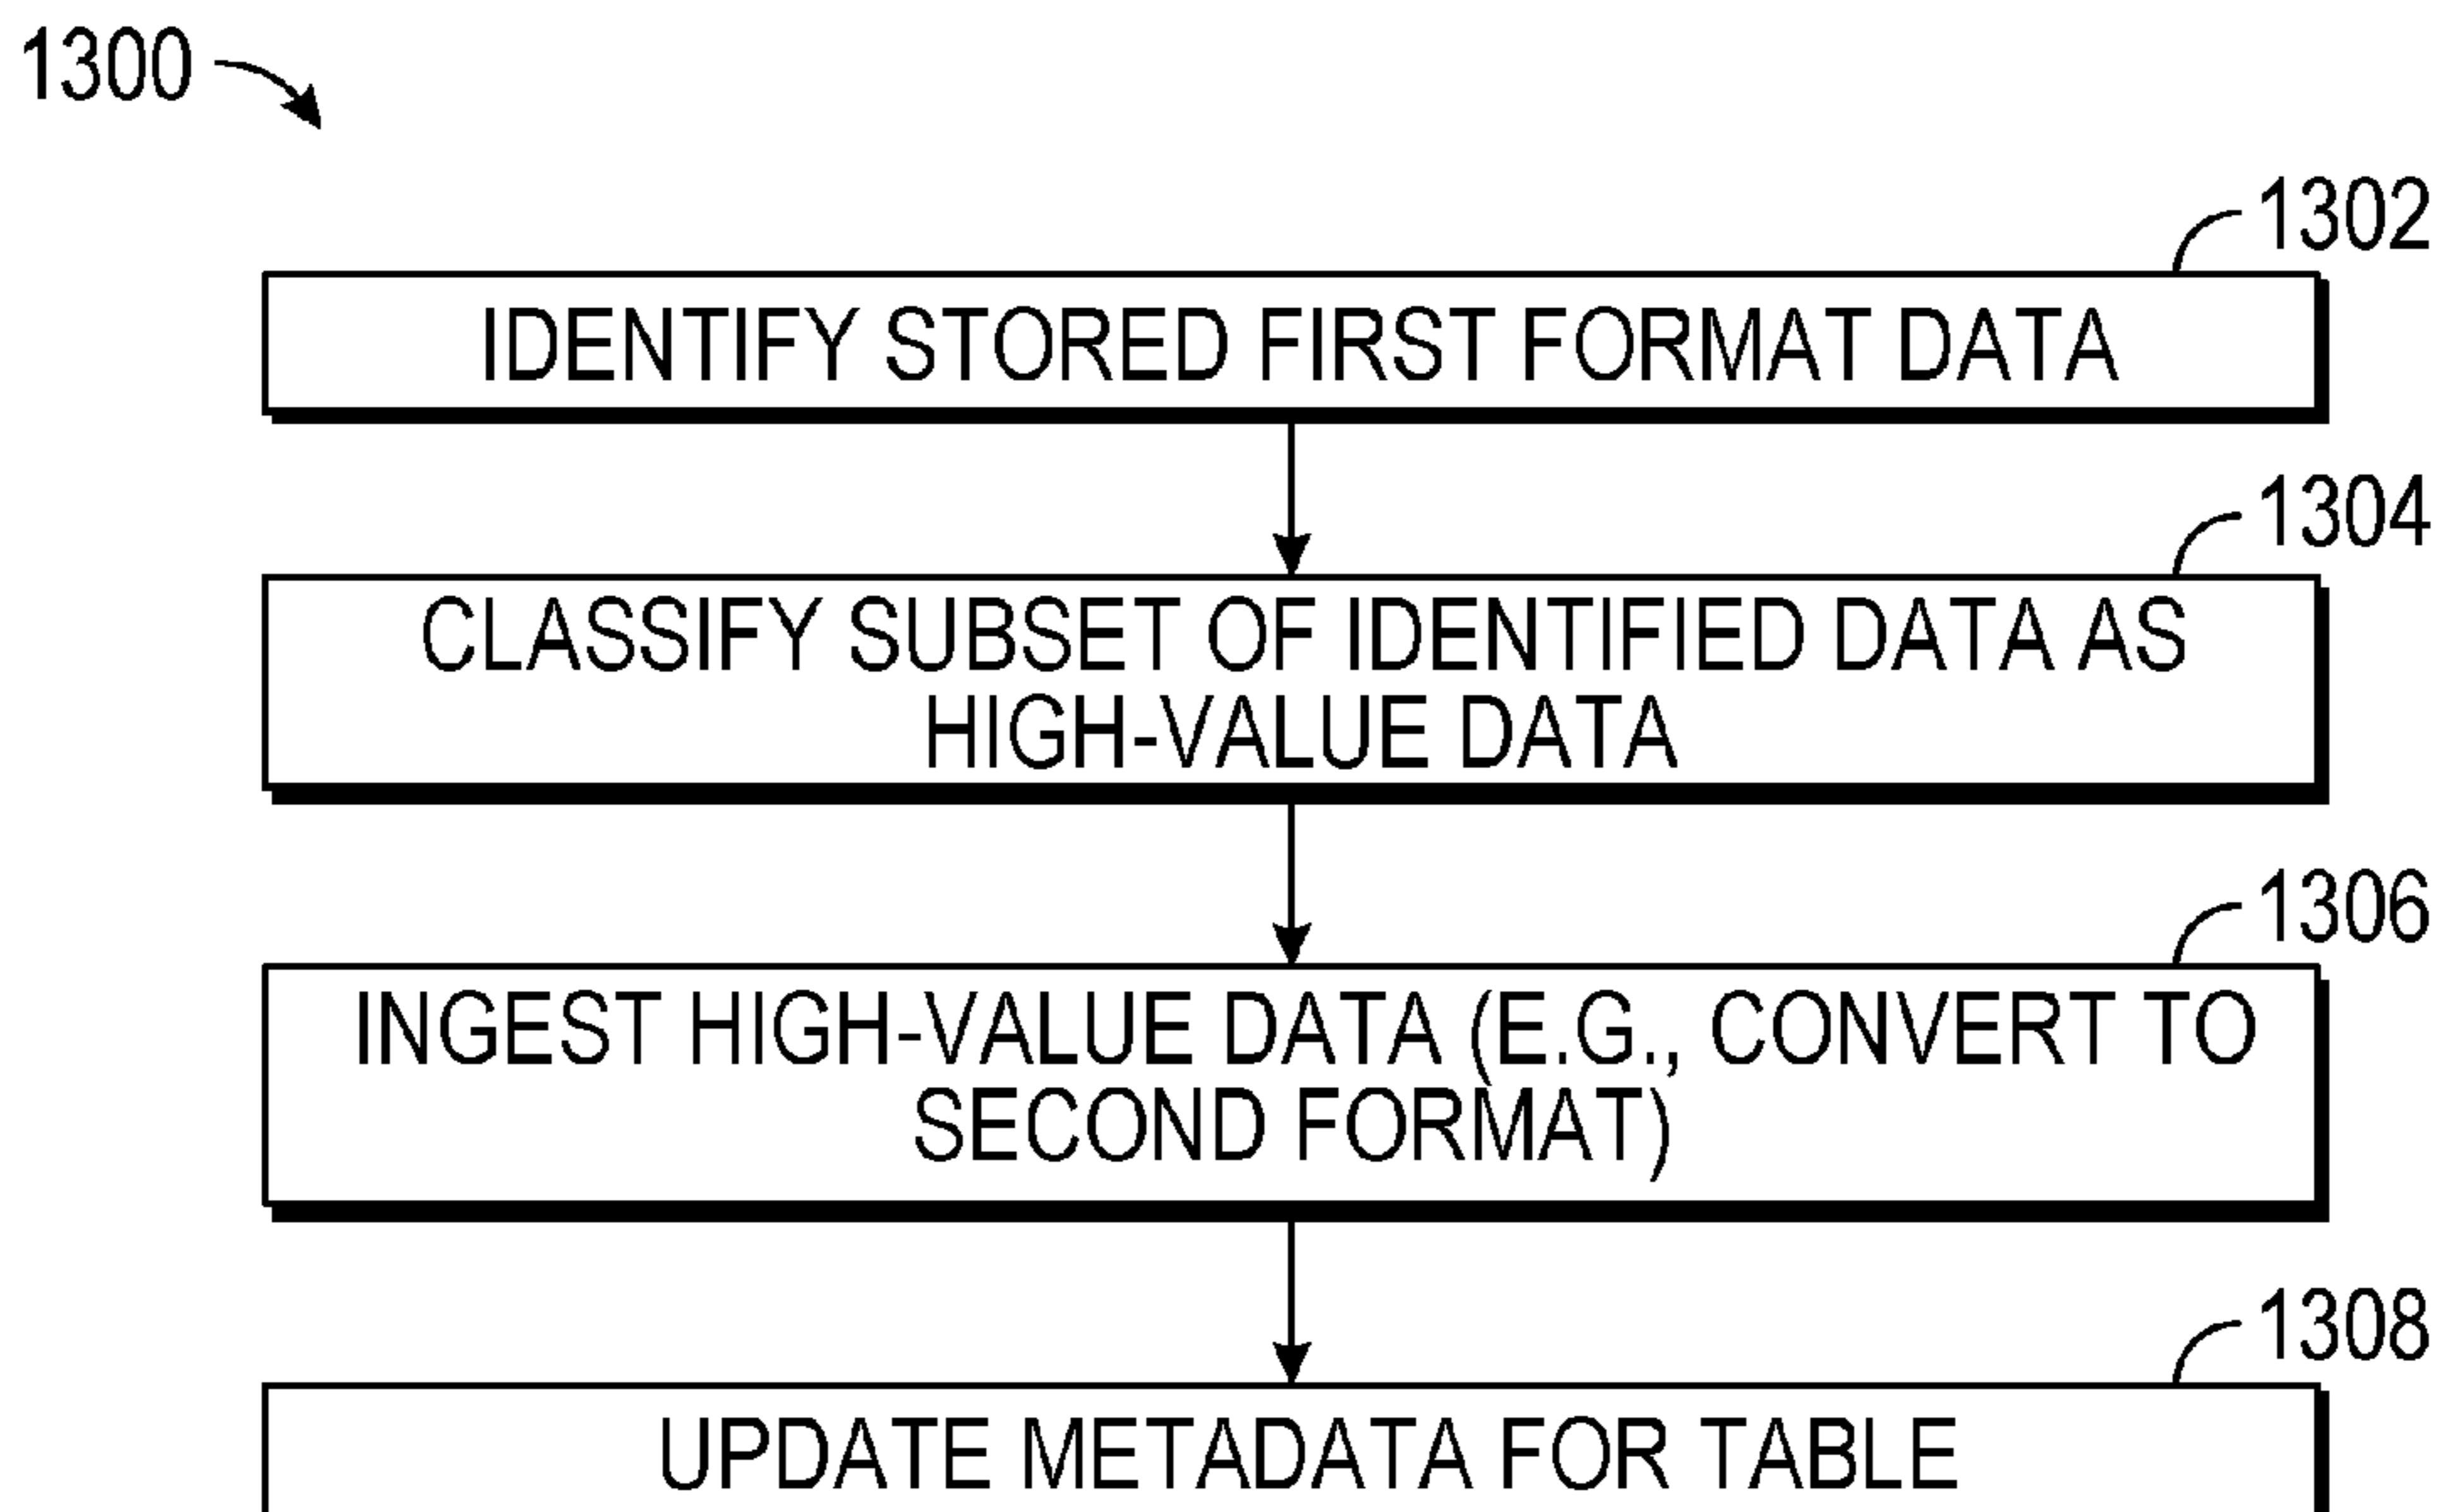 1300
1302
IDENTIFY STORED FIRST FORMAT DATA
1304
CLASSIFY SUBSET OF IDENTIFIED DATA AS
HIGH-VALUE DATA
1306
INGEST HIGH-VALUE DATA (E.G., CONVERT TO
SECOND FORMAT)
1308
UPDATE METADATA FOR TABLE